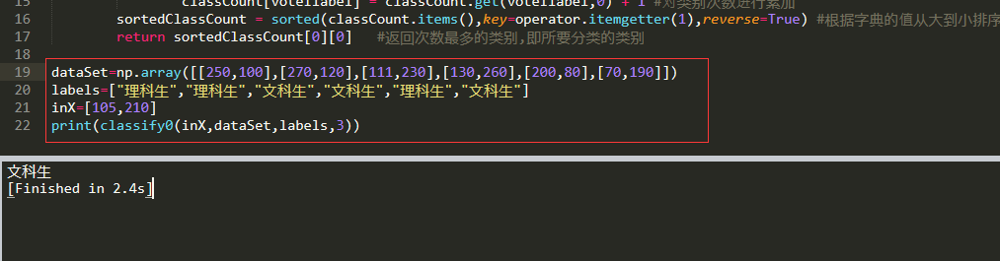 15 classCount[voteIlabel] = classCount.get(voteIlabel,0) + 1 #对类别次数进行累加
16 sortedClassCount = sorted(classCount.items(),key=operator.itemgetter(1),reverse=True) #根据字典的值从大到小排序
17 return sortedClassCount[0][0] #返回次数最多的类别,即所要分类的类别
18
19 dataSet=np.array([[250,100],[270,120],[111,230],[130,260],[200,80],[70,190]])
20 labels=["理科生","理科生","文科生","文科生","理科生","文科生"]
21 inX=[105,210]
22 print(classify0(inX,dataSet,labels,3))
文科生
[Finished in 2.4s]